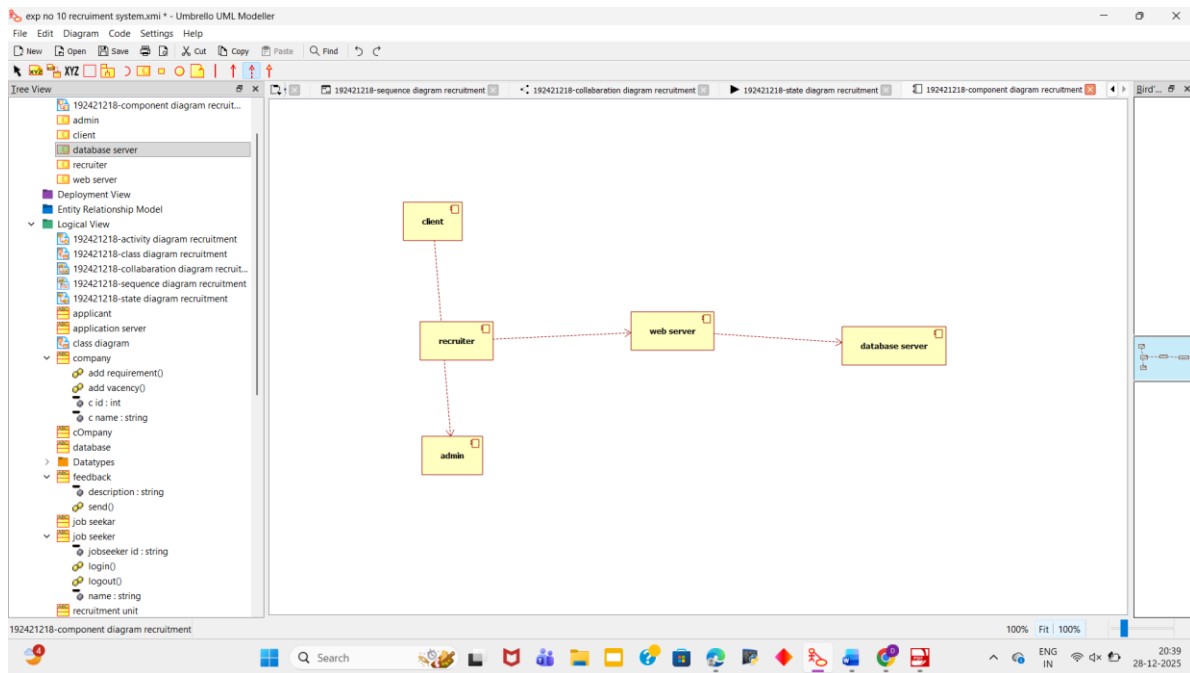 exp no 10 recruiment system.xmi * - Umbrello UML Modeller
File Edit Diagram Code Settings Help
New Open Save Cut Copy Paste Find
XYZ XYZ
Tree View
192421218-sequence diagram recruitment
192421218-collabaration diagram recruitment
192421218-state diagram recruitment
192421218-component diagram recruitment
Bird'...
192421218-component diagram recruit...
admin
client
database server
recruiter
web server
Deployment View
Entity Relationship Model
Logical View
192421218-activity diagram recruitment
192421218-class diagram recruitment
192421218-collabaration diagram recruit...
192421218-sequence diagram recruitment
192421218-state diagram recruitment
applicant
application server
class diagram
company
add requirement()
add vacency()
c id : int
c name : string
cOmpany
database
Datatypes
feedback
description : string
send()
job seekar
job seeker
jobseeker id : string
login()
logout()
name : string
recruitment unit
client
recruiter
web server
database server
admin
192421218-component diagram recruitment
100% Fit 100%
4
Search
ENG
IN
20:39
28-12-2025